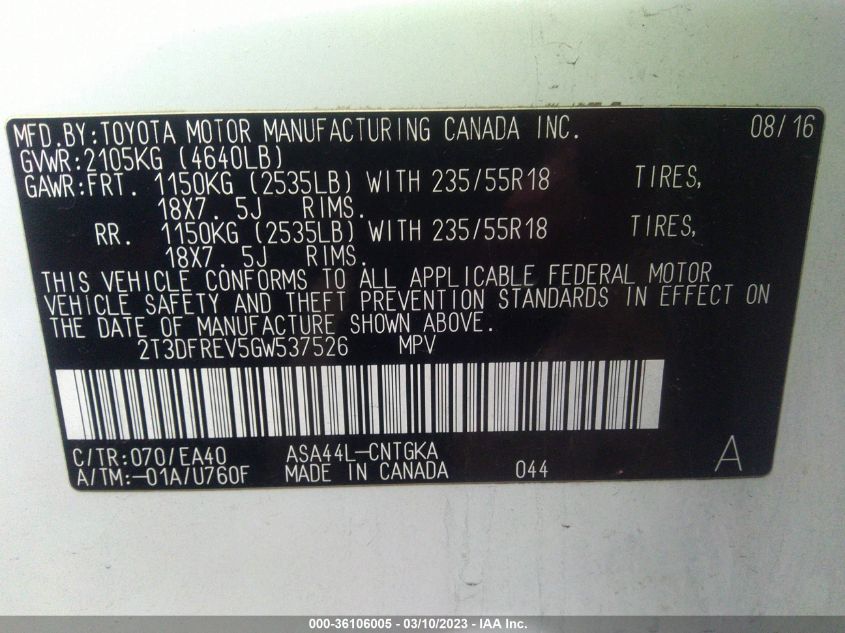 MFD.BY:TOYOTA MOTOR MANUFACTURING CANADA INC. 08/16
GVWR:2105KG (4640LB)
GAWR:FRT. 1150KG (2535LB) WITH 235/55R18 TIRES,
18X7. 5J RIMS.
RR. 1150KG (2535LB) WITH 235/55R18 TIRES,
18X7. 5J RIMS.
THIS VEHICLE CONFORMS TO ALL APPLICABLE FEDERAL MOTOR
VEHICLE SAFETY AND THEFT PREVENTION STANDARDS IN EFFECT ON
THE DATE OF MANUFACTURE SHOWN ABOVE.
2T3DFREV5GW537526 MPV
C/TR:070/EA40 ASA44L-CNTGKA
A/TM:-01A/U760F MADE IN CANADA 044 A
000-36106005 - 03/10/2023 - IAA Inc.